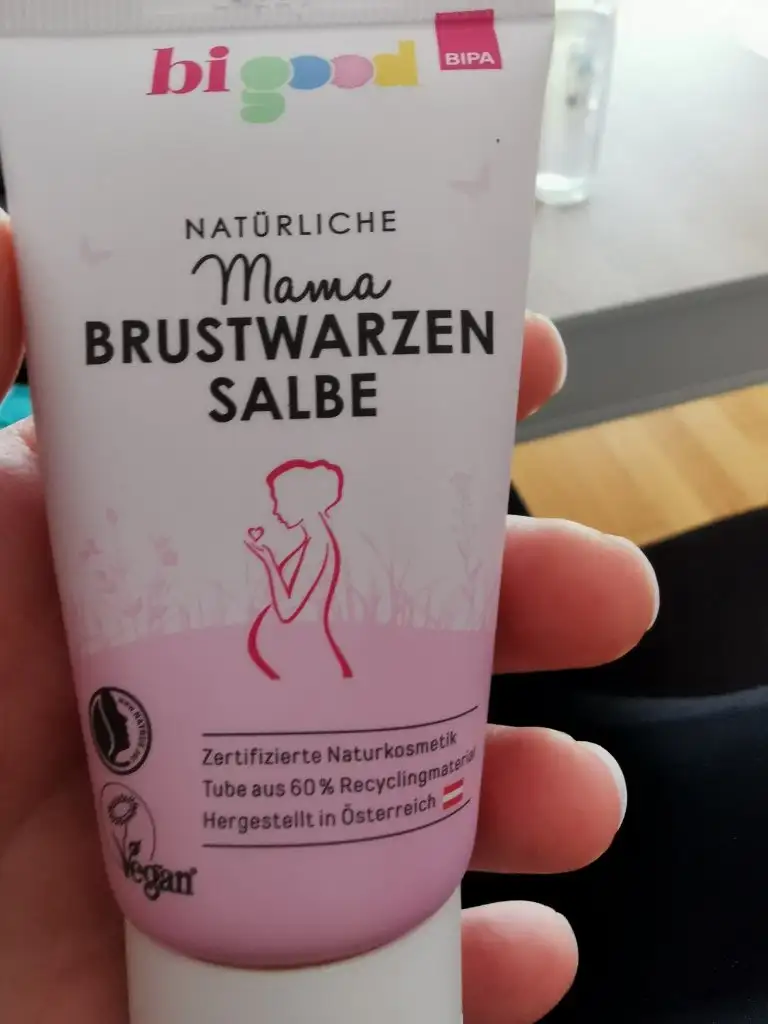 bi good
BIPA
NATÜRLICHE
Mama
BRUSTWARZEN
SALBE
Zertifizierte Naturkosmetik
Tube aus 60% Recyclingmaterial
Hergestellt in Österreich
Vegan